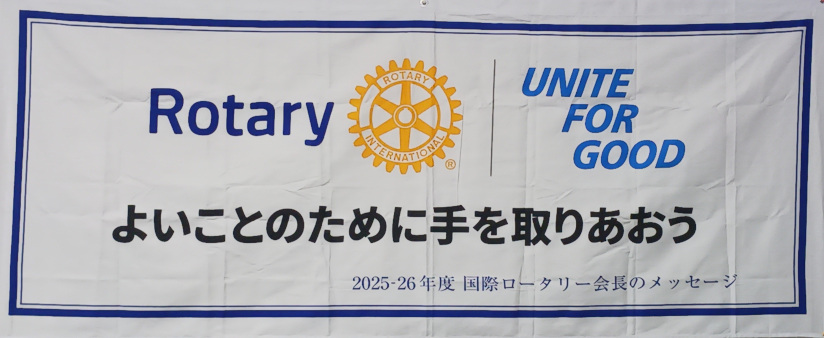 Rotary
ROTARY
INTERNATIONAL
®
UNITE
FOR
GOOD
よいことのために手を取りあおう
2025-26年度 国際ロータリー会長のメッセージ